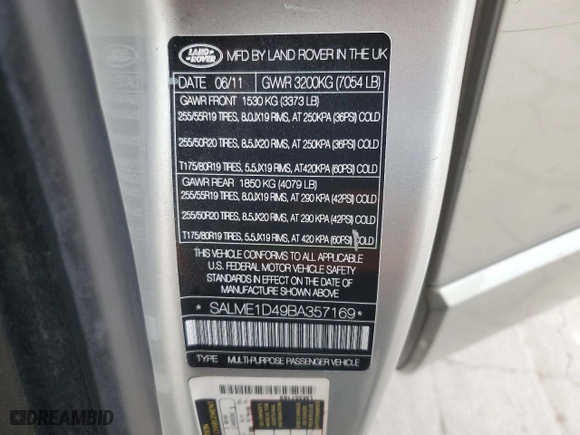 LAND ROVER
MFD BY LAND ROVER IN THE UK
DATE 06/11 GVWR 3200KG (7054 LB)
GAWR FRONT 1530 KG (3373 LB)
255/55R19 TIRES, 8.0JX19 RIMS, AT 250KPA (36PSI) COLD
255/50R20 TIRES, 8.5JX20 RIMS, AT 250KPA (36PSI) COLD
T175/80R19 TIRES, 5.5JX19 RIMS, AT420KPA (60PSI) COLD
GAWR REAR 1850 KG (4079 LB)
255/55R19 TIRES, 8.0JX19 RIMS, AT 290 KPA (42PSI) COLD
255/50R20 TIRES, 8.5JX20 RIMS, AT 290 KPA (42PSI) COLD
T175/80R19 TIRES, 5.5JX19 RIMS, AT 420 KPA (60PSI) COLD
THIS VEHICLE CONFORMS TO ALL APPLICABLE
U.S. FEDERAL MOTOR VEHICLE SAFETY
STANDARDS IN EFFECT ON THE DATE OF
MANUFACTURE SHOWN ABOVE
* SALME1D49BA357169 *
TYPE MULTI-PURPOSE PASSENGER VEHICLE
© DREAMBID